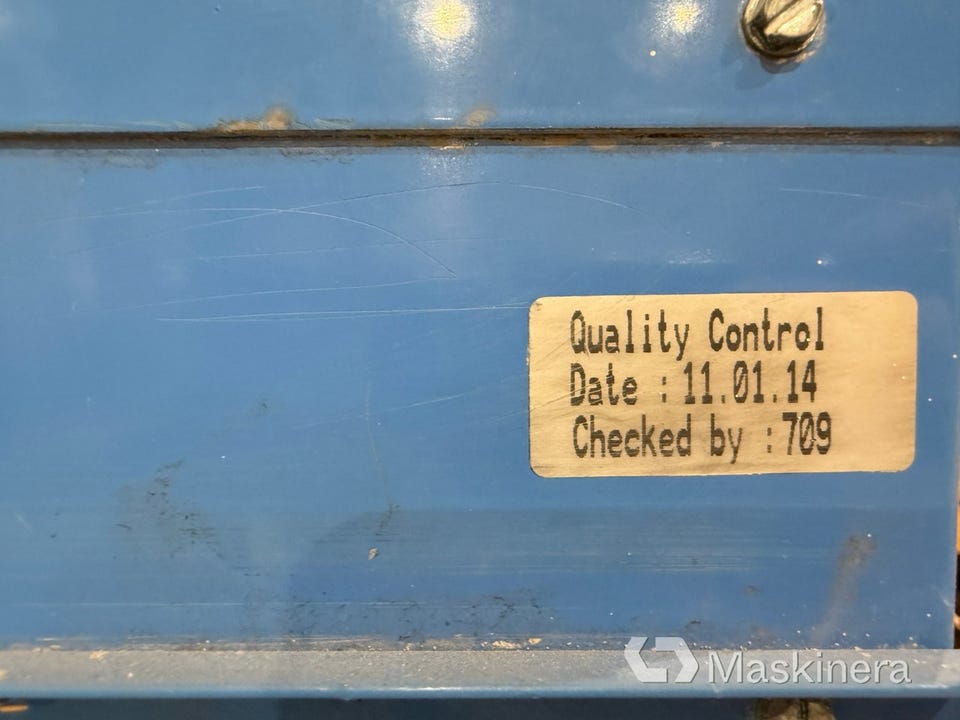 Quality Control
Date : 11.01.14
Checked by : 709
Maskinera